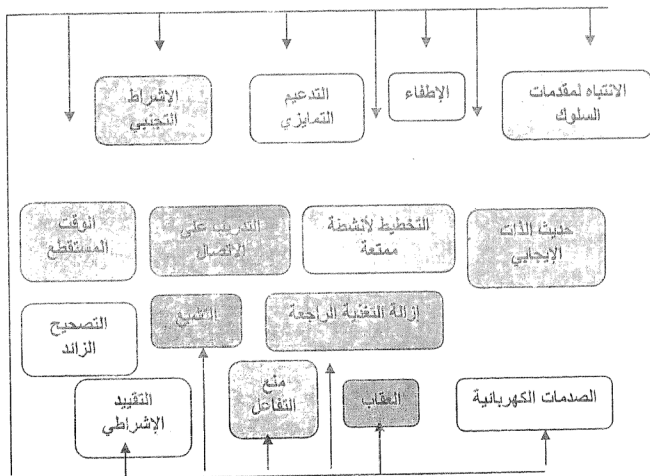 الانتباه لمقدمات
السلوك
الإطفاء
التدعيم
التمايزي
الإشراط
التجنبي
حديث الذات
الإيجابي
التخطيط لأنشطة
ممتعة
التدريب على
الاتصال
الوقت
المستقطع
إزالة التغذية الراجعة
التشبع
التصحيح
الزائد
الصدمات الكهربائية
العقاب
منع
التفاعل
التقييد
الإشراطي